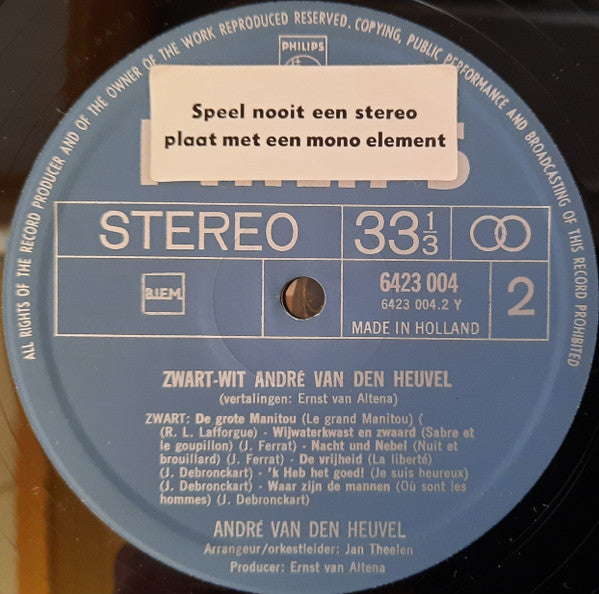 ALL RIGHTS OF THE RECORD PRODUCER AND OF THE OWNER OF THE WORK REPRODUCED RESERVED. COPYING, PUBLIC PERFORMANCE AND BROADCASTING OF THIS RECORD PROHIBITED
PHILIPS
Speel nooit een stereo
plaat met een mono element
STEREO
33 1/3
B.I.E.M.
6423 004
6423 004.2 Y
MADE IN HOLLAND
2
ZWART-WIT ANDRÉ VAN DEN HEUVEL
(vertalingen: Ernst van Altena)
ZWART: De grote Manitou (Le grand Manitou) (
(R. L. Lafforgue) - Wijwaterkwast en zwaard (Sabre et
le goupillon) (J. Ferrat) - Nacht und Nebel (Nuit et
brouillard) (J. Ferrat) - De vrijheid (La liberté)
(J. Debronckart) - 'k Heb het goed! (Je suis heureux)
(J. Debronckart) - Waar zijn de mannen (Où sont les
hommes) (J. Debronckart)
ANDRÉ VAN DEN HEUVEL
Arrangeur/orkestleider: Jan Theelen
Producer: Ernst van Altena